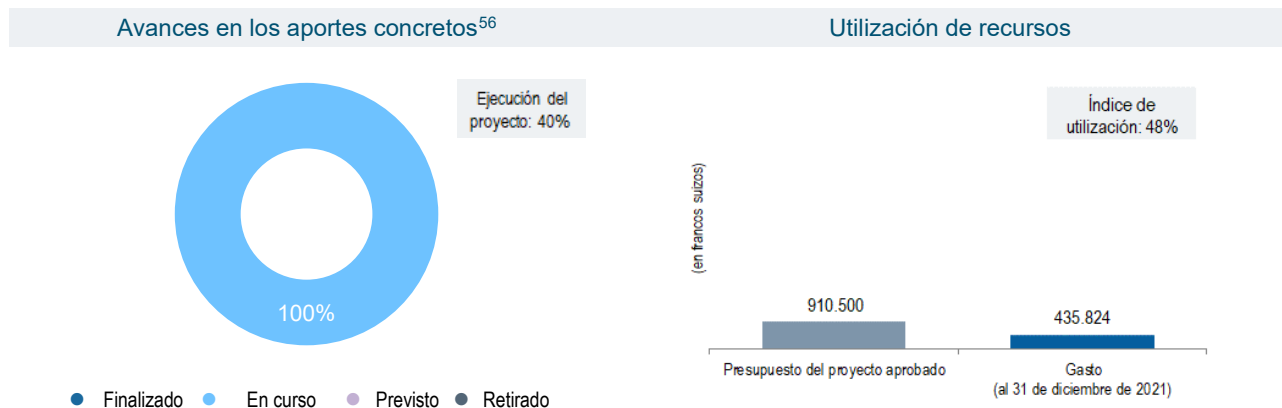 Avances en los aportes concretos56
Ejecución del
proyecto: 40%
100%
Finalizado En curso Previsto Retirado
Utilización de recursos
Índice de
utilización: 48%
(en francos suizos)
910.500
435.824
Presupuesto del proyecto aprobado
Gasto
(al 31 de diciembre de 2021)